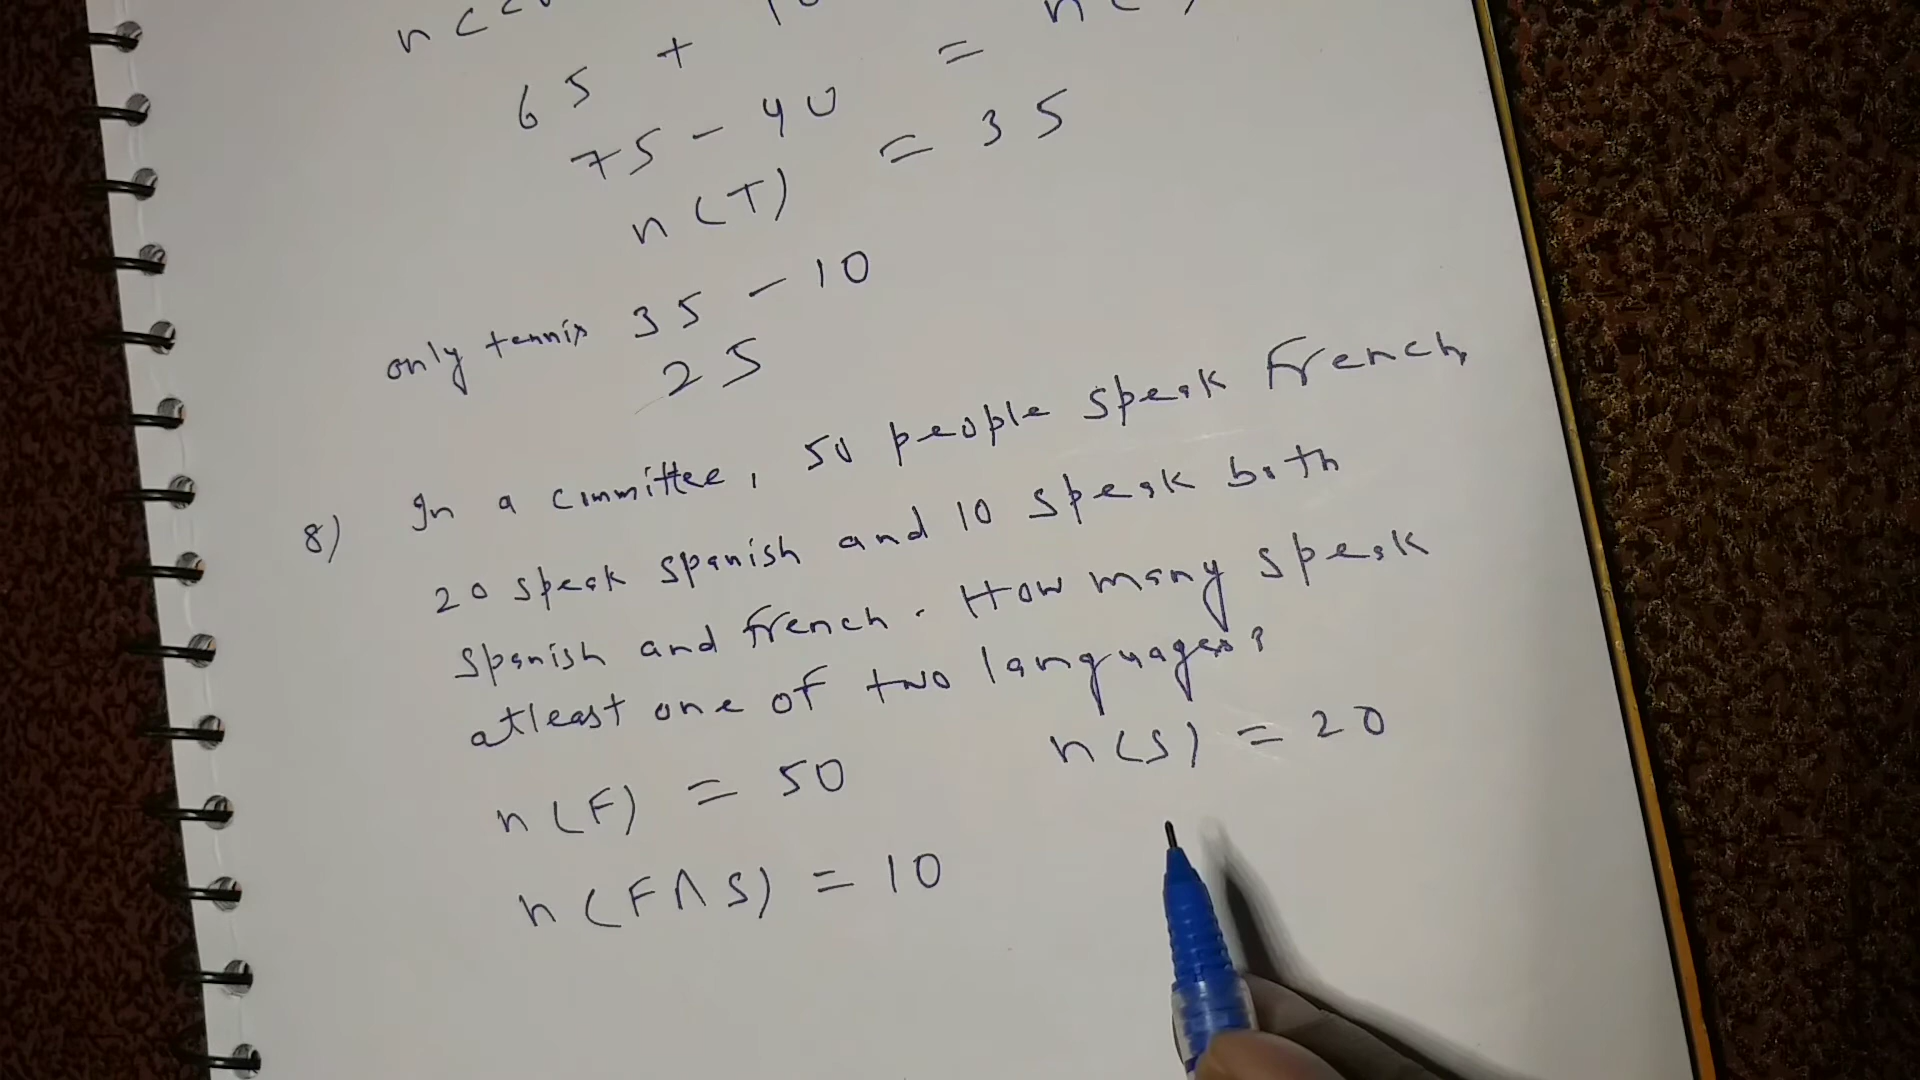 65 +
75 - 40 =
n(T) = 35
only tennis 35 - 10
25
8) In a committee, 50 people speak French,
20 speak spanish and 10 speak both
spanish and french. How many speak
atleast one of two languages?
n(F) = 50 n(S) = 20
n(F∩S) = 10